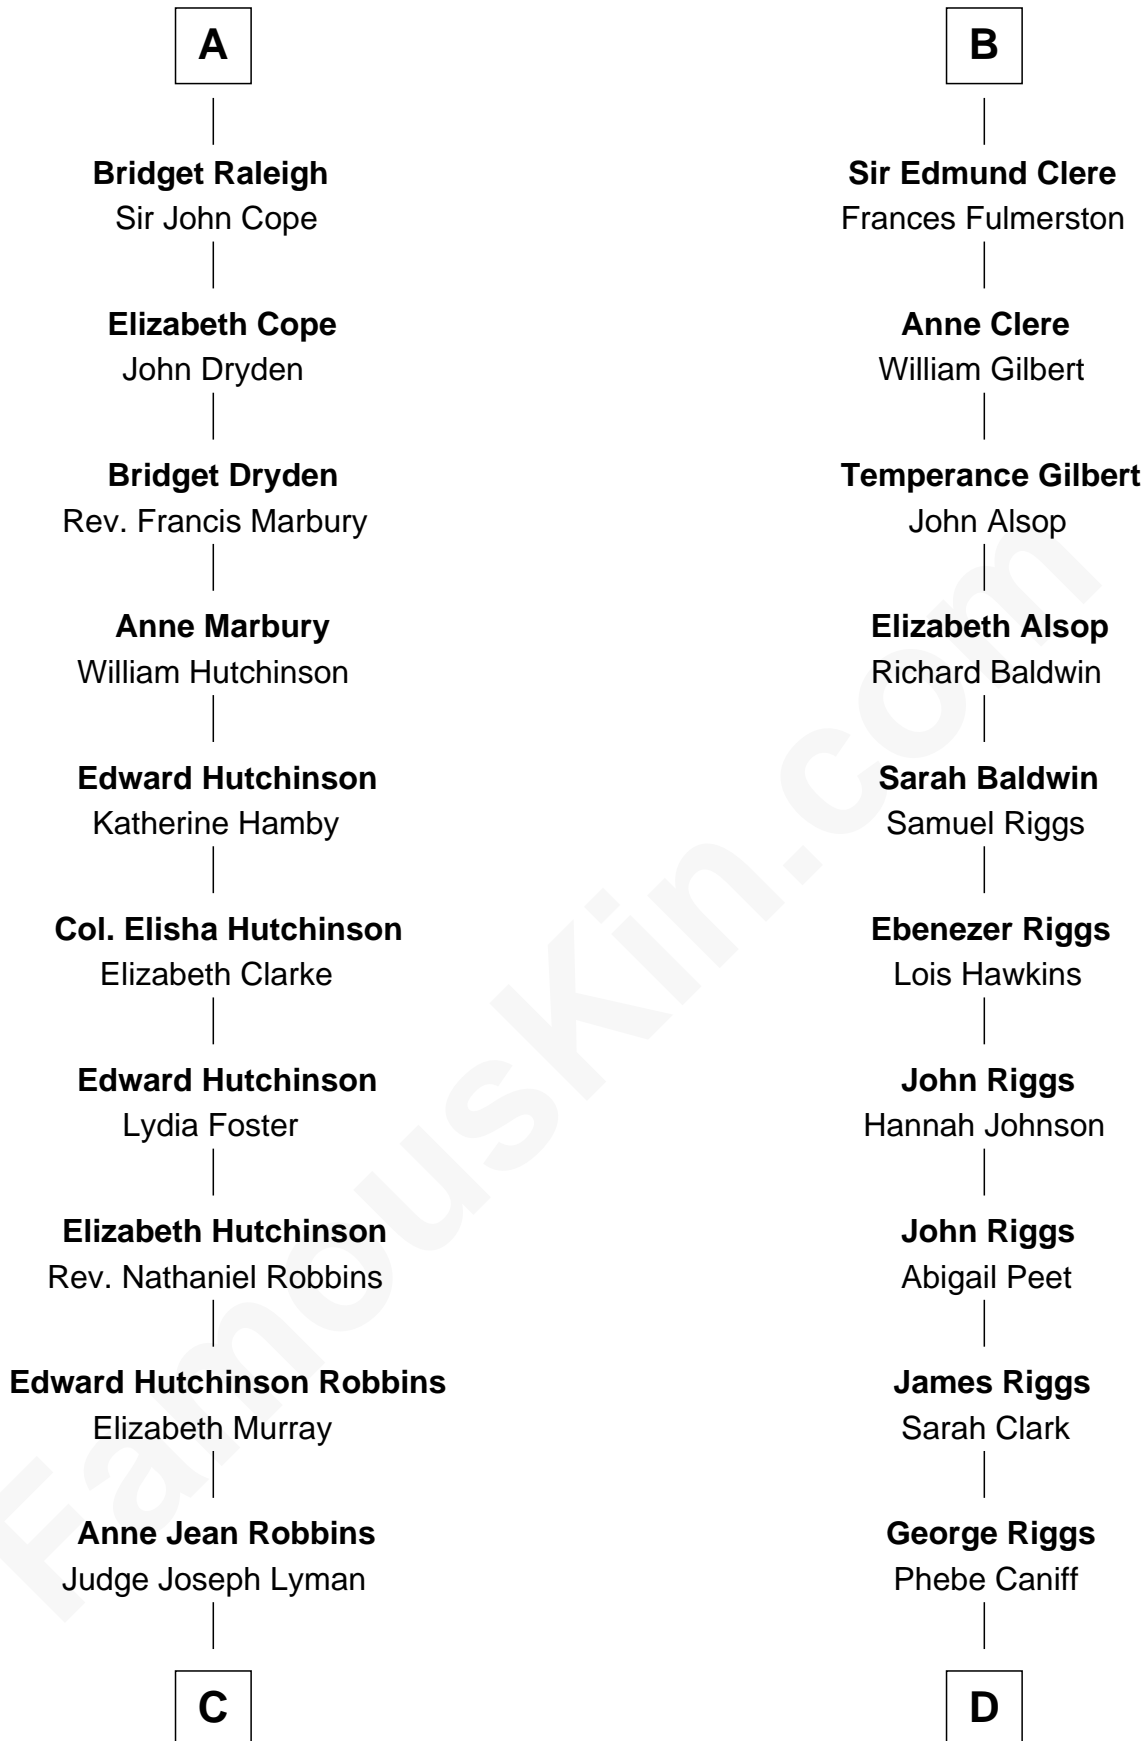 A
Bridget Raleigh
Sir John Cope
Elizabeth Cope
John Dryden
Bridget Dryden
Rev. Francis Marbury
Anne Marbury
William Hutchinson
Edward Hutchinson
Katherine Hamby
Col. Elisha Hutchinson
Elizabeth Clarke
Edward Hutchinson
Lydia Foster
Elizabeth Hutchinson
Rev. Nathaniel Robbins
Edward Hutchinson Robbins
Elizabeth Murray
Anne Jean Robbins
Judge Joseph Lyman
C
B
Sir Edmund Clere
Frances Fulmerston
Anne Clere
William Gilbert
Temperance Gilbert
John Alsop
Elizabeth Alsop
Richard Baldwin
Sarah Baldwin
Samuel Riggs
Ebenezer Riggs
Lois Hawkins
John Riggs
Hannah Johnson
John Riggs
Abigail Peet
James Riggs
Sarah Clark
George Riggs
Phebe Caniff
D
FamousKin.com